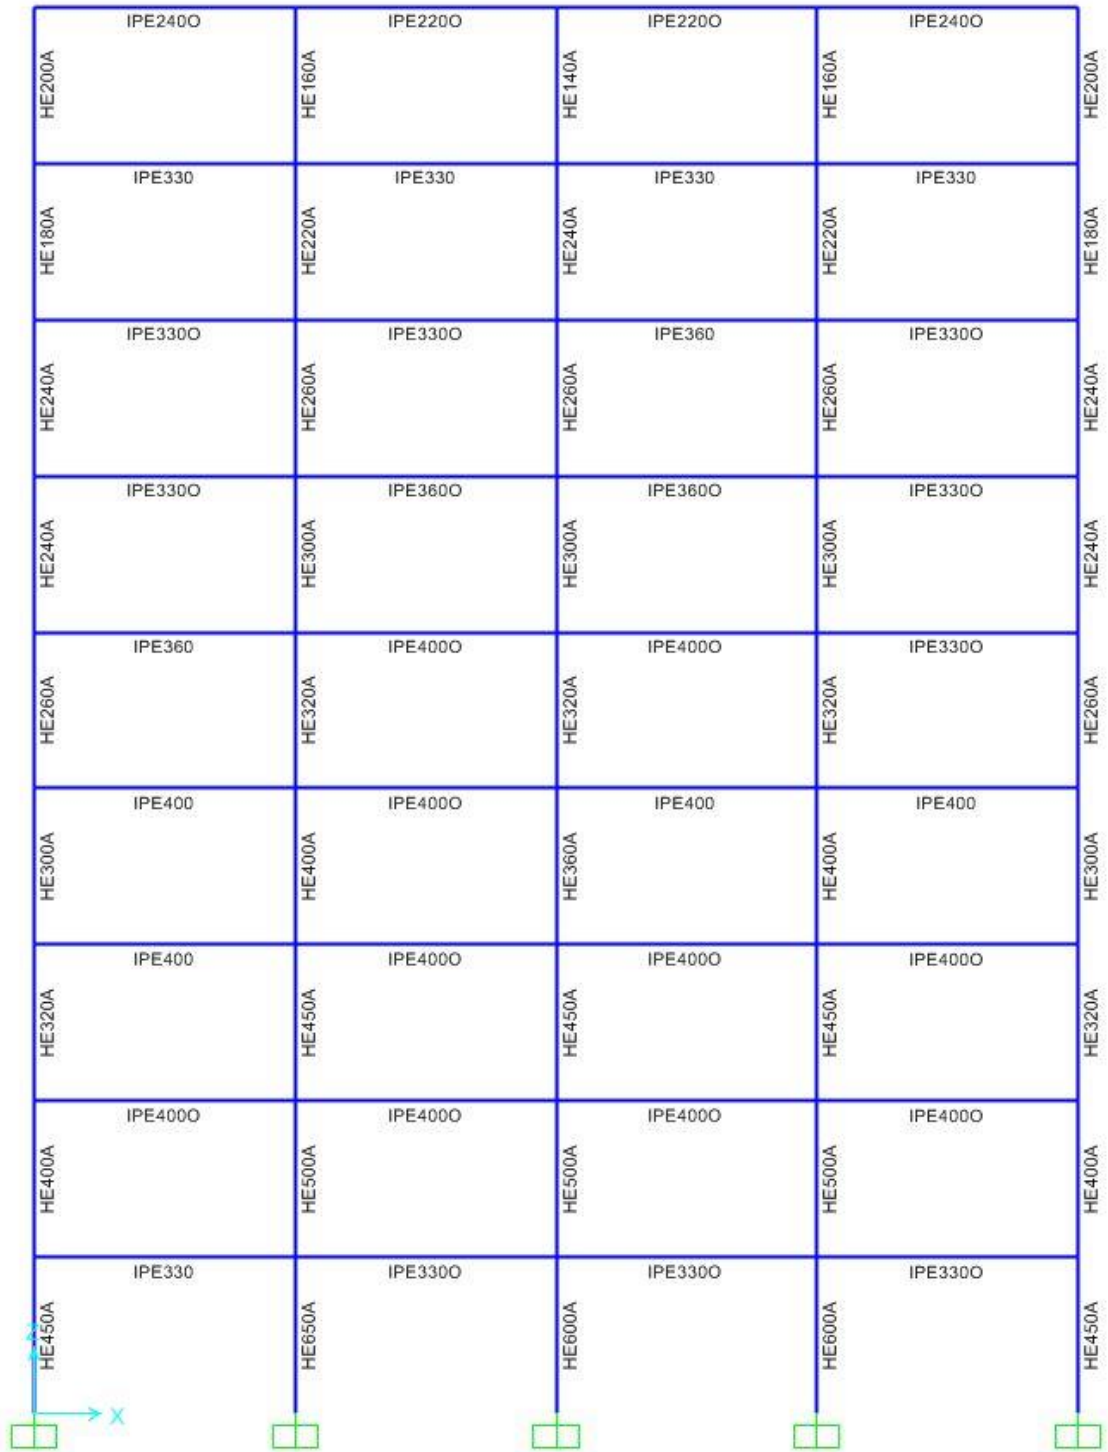 IPE240O IPE220O IPE220O IPE240O
HE200A HE160A HE140A HE160A HE200A
IPE330 IPE330 IPE330 IPE330
HE180A HE220A HE240A HE220A HE180A
IPE330O IPE330O IPE360 IPE330O
HE240A HE260A HE260A HE260A HE240A
IPE330O IPE360O IPE360O IPE330O
HE240A HE300A HE300A HE300A HE240A
IPE360 IPE400O IPE400O IPE330O
HE260A HE320A HE320A HE320A HE260A
IPE400 IPE400O IPE400 IPE400
HE300A HE400A HE360A HE400A HE300A
IPE400 IPE400O IPE400O IPE400O
HE320A HE450A HE450A HE450A HE320A
IPE400O IPE400O IPE400O IPE400O
HE400A HE500A HE500A HE500A HE400A
IPE330 IPE330O IPE330O IPE330O
HE450A HE650A HE600A HE600A HE450A
Z
X